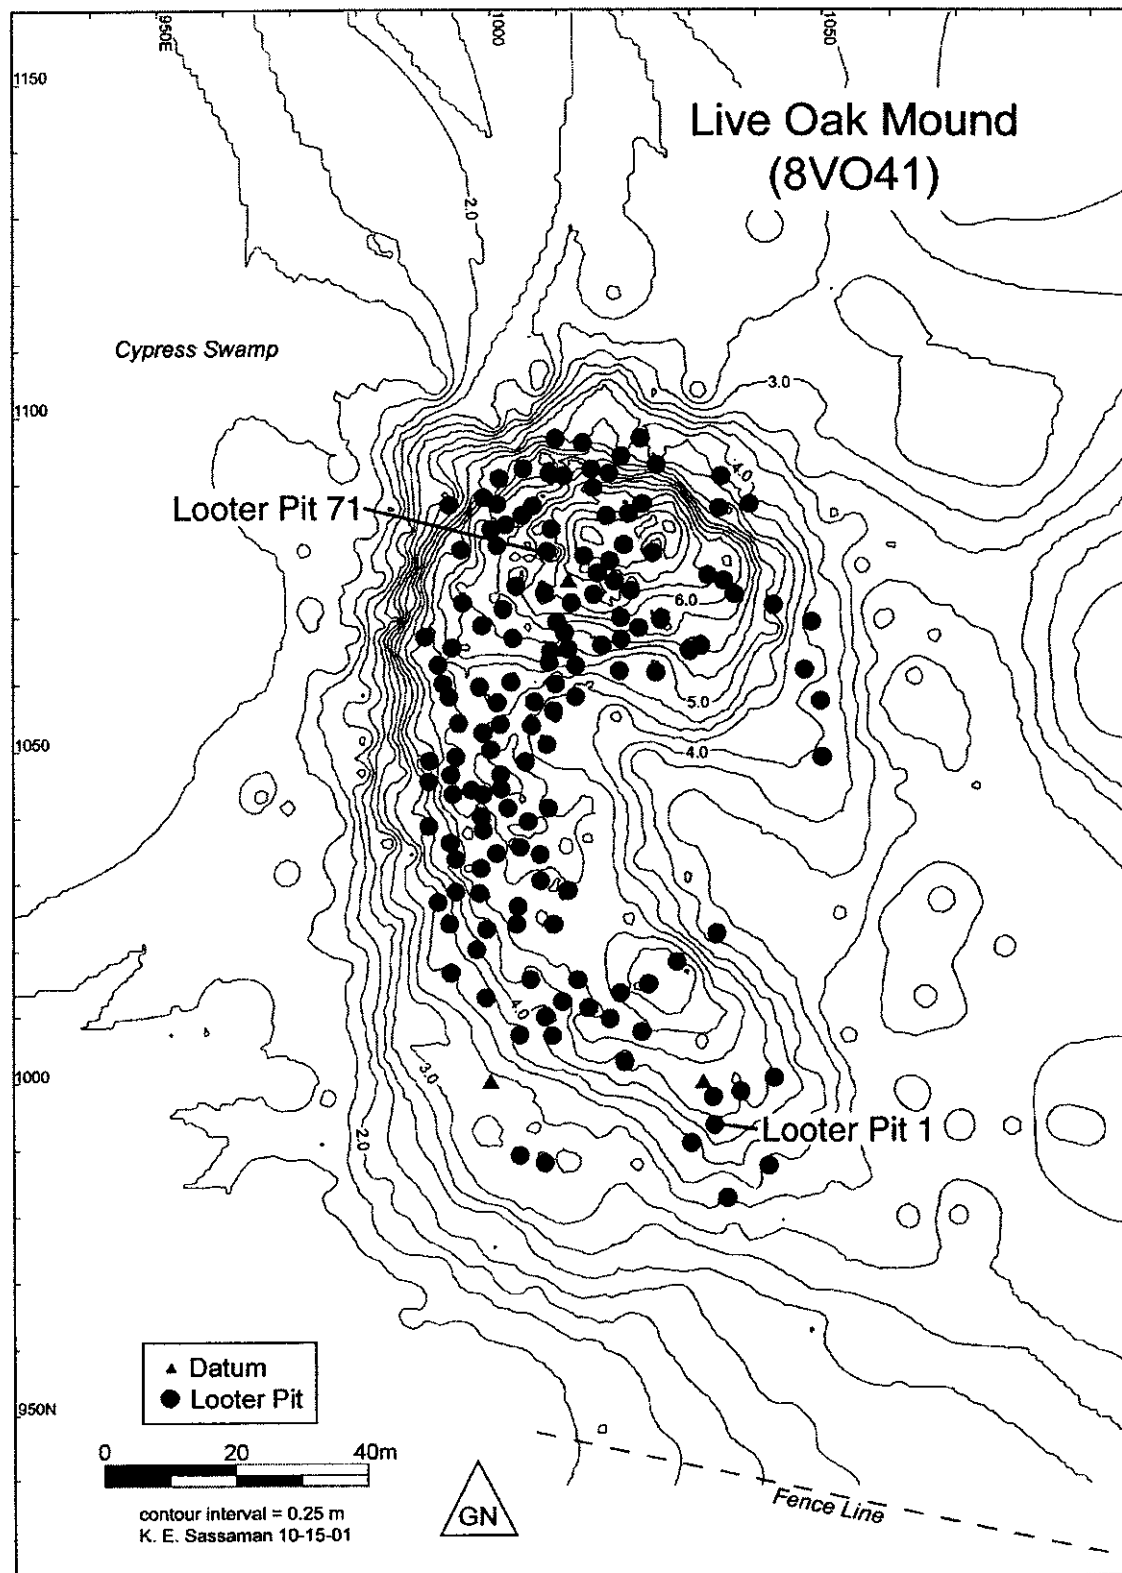 950E
1000
1050
1150
Live Oak Mound
(8VO41)
2.0
Cypress Swamp
3.0
1100
4.0
Looter Pit 71
6.0
5.0
1050
4.0
4.0
3.0
1000
2.0
Looter Pit 1
Datum
Looter Pit
950N
0 20 40m
contour interval = 0.25 m
K. E. Sassaman 10-15-01
GN
Fence Line